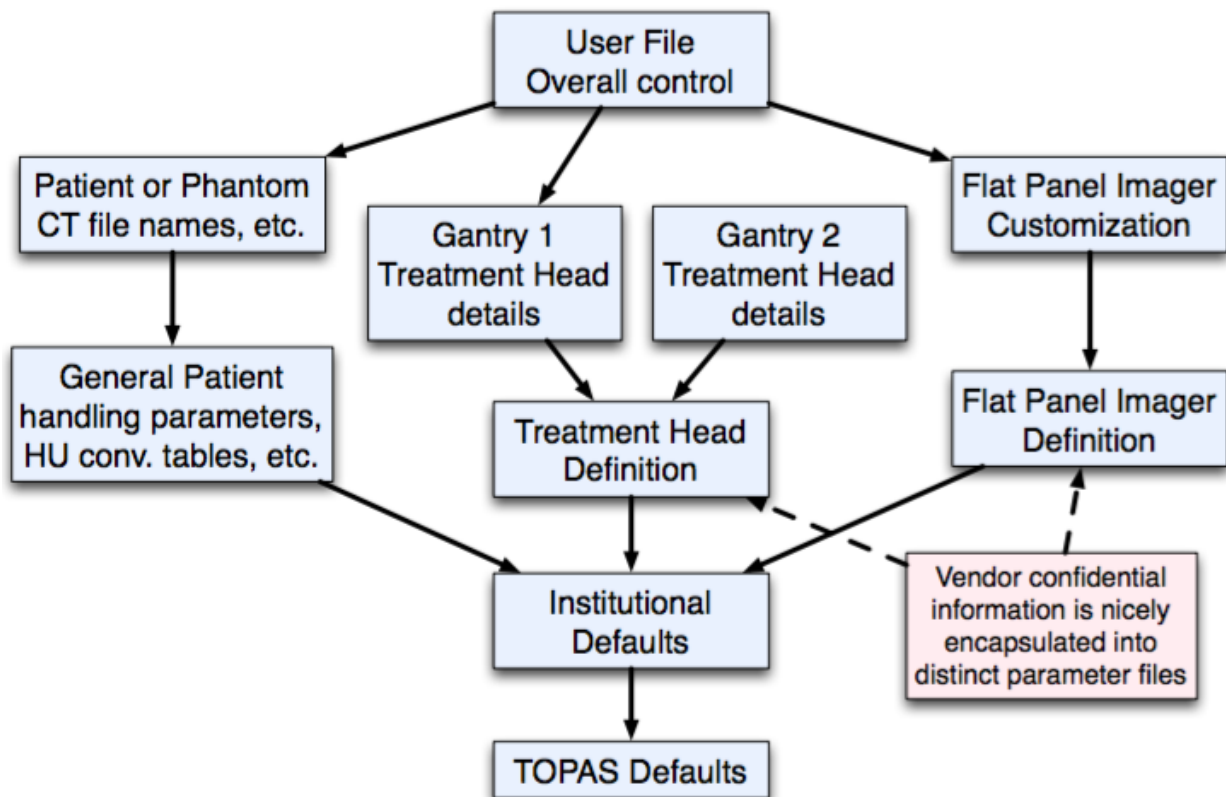 User File
Overall control
Patient or Phantom
CT file names, etc.
Gantry 1
Treatment Head
details
Gantry 2
Treatment Head
details
Flat Panel Imager
Customization
General Patient
handling parameters,
HU conv. tables, etc.
Treatment Head
Definition
Flat Panel Imager
Definition
Institutional
Defaults
Vendor confidential
information is nicely
encapsulated into
distinct parameter files
TOPAS Defaults